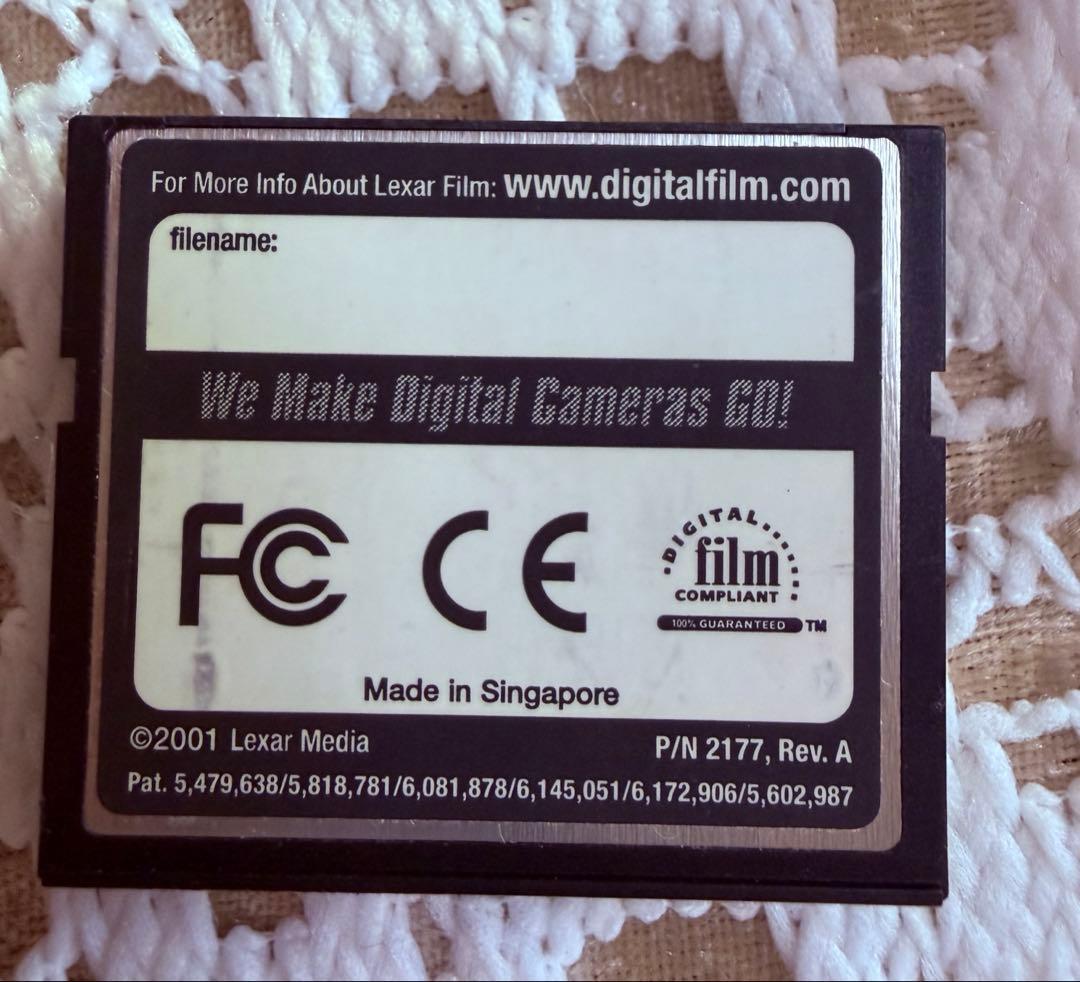 For More Info About Lexar Film: www.digitalfilm.com
filename:
We Make Digital Cameras GO!
FC CE DIGITAL
film
COMPLIANT
100% GUARANTEED TM
Made in Singapore
©2001 Lexar Media P/N 2177, Rev. A
Pat. 5,479,638/5,818,781/6,081,878/6,145,051/6,172,906/5,602,987